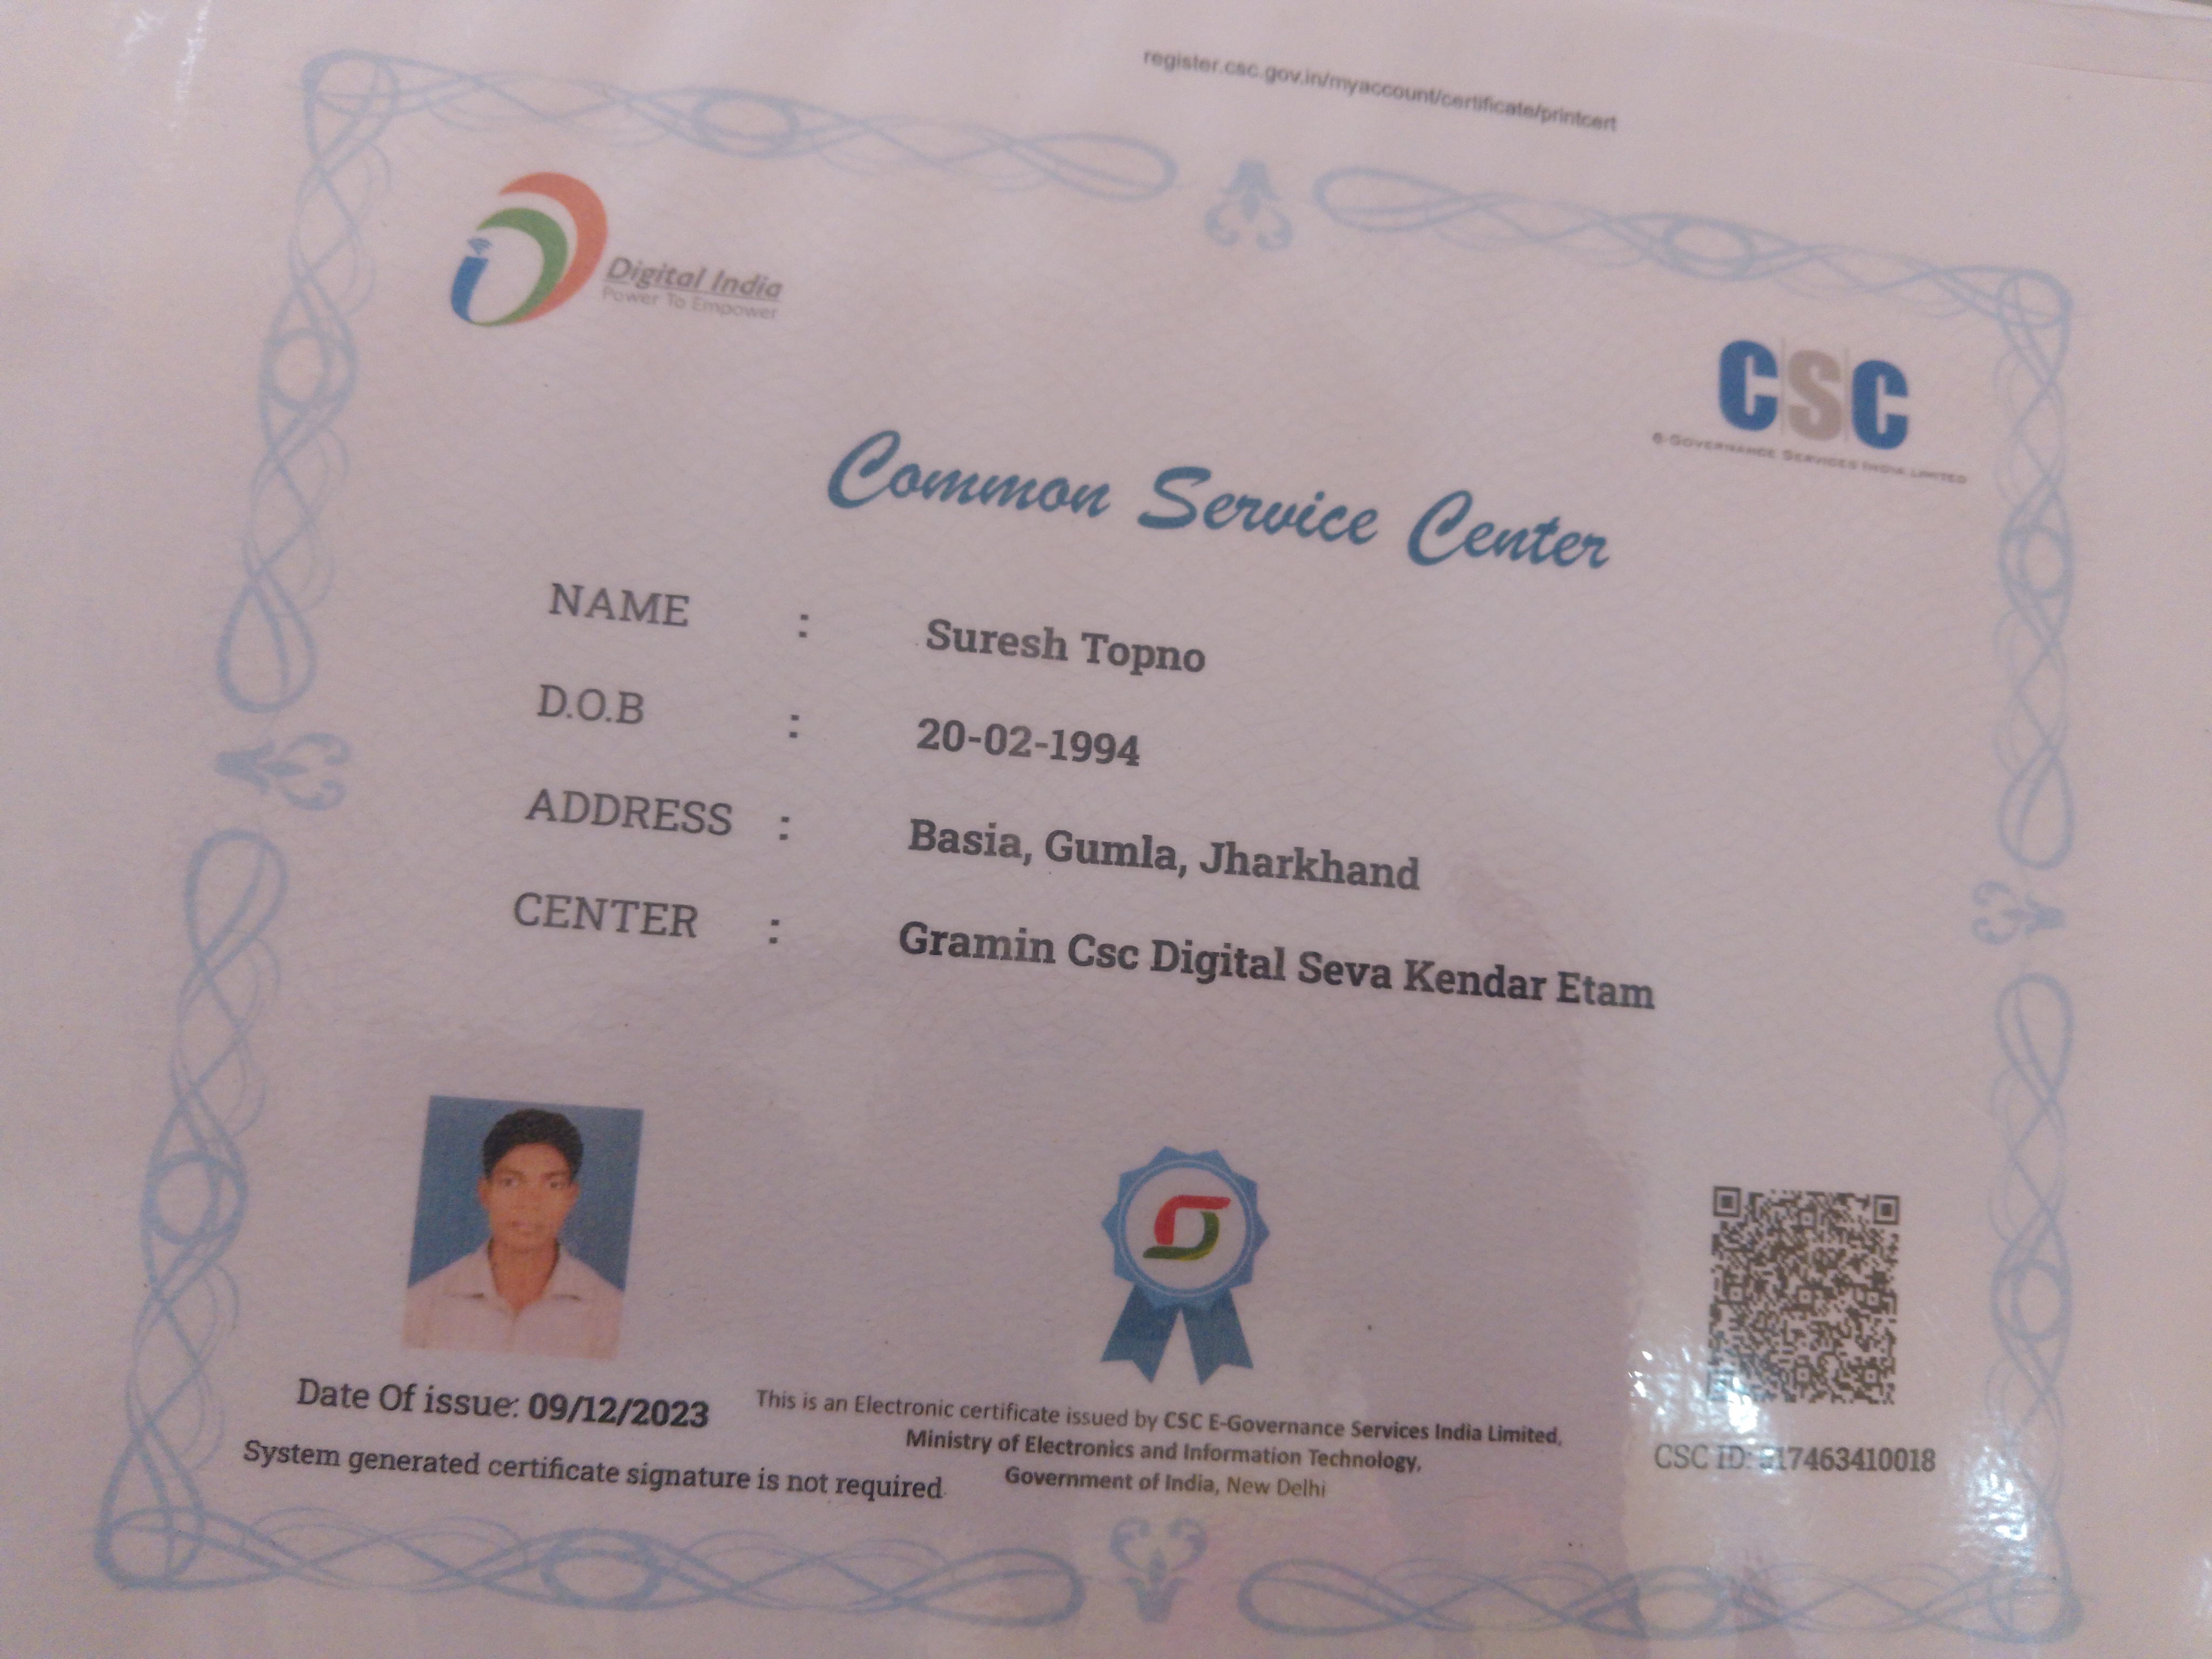 register.csc.gov.in/myaccount/certificate/printcert
Digital India
Power To Empower
CSC
e-Governance Services India Limited
Common Service Center
NAME : Suresh Topno
D.O.B : 20-02-1994
ADDRESS : Basia, Gumla, Jharkhand
CENTER : Gramin Csc Digital Seva Kendar Etam
Date Of issue: 09/12/2023
System generated certificate signature is not required
This is an Electronic certificate issued by CSC E-Governance Services India Limited,
Ministry of Electronics and Information Technology,
Government of India, New Delhi
CSC ID: